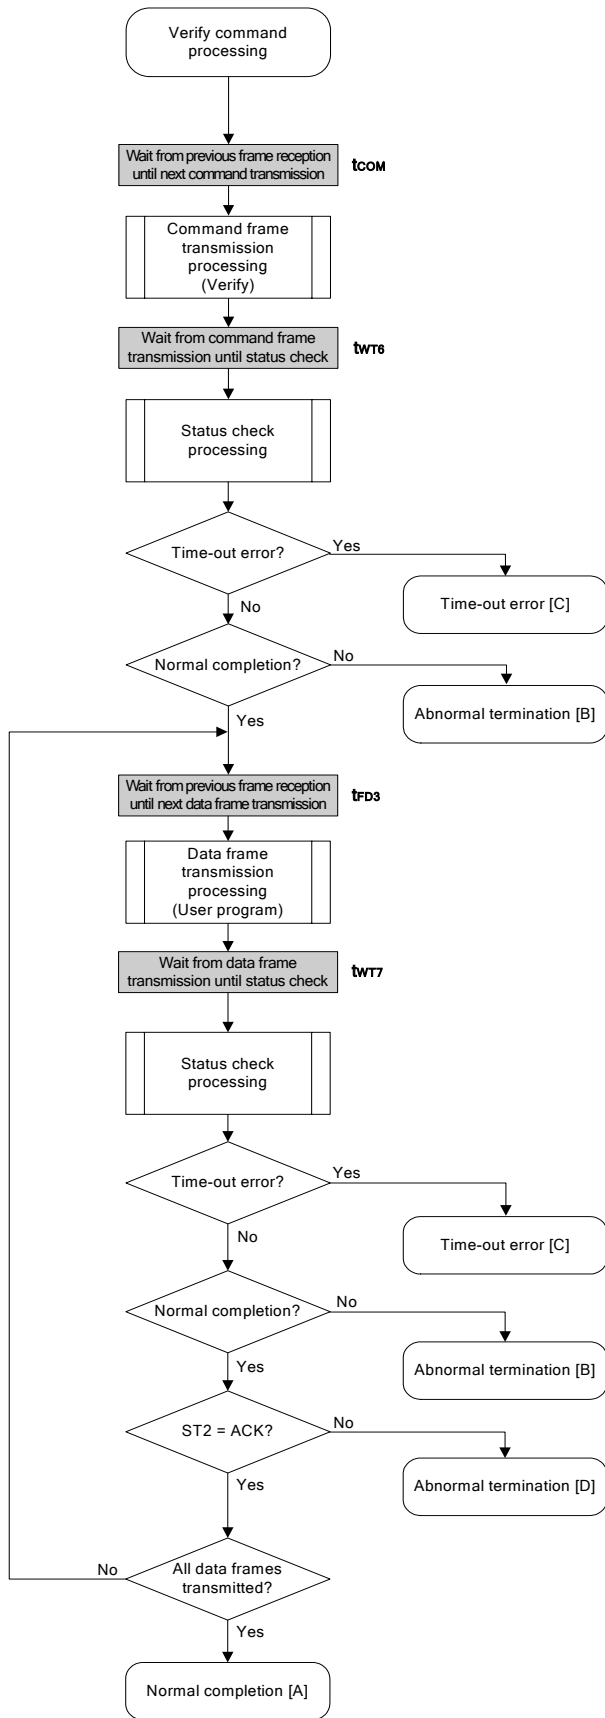 Verify command
processing
Wait from previous frame reception
until next command transmission
tCOM
Command frame
transmission
processing
(Verify)
Wait from command frame
transmission until status check
tWT6
Status check
processing
Time-out error?
Yes
Time-out error [C]
No
Normal completion?
No
Abnormal termination [B]
Yes
Wait from previous frame reception
until next data frame transmission
tFD3
Data frame
transmission
processing
(User program)
Wait from data frame
transmission until status check
tWT7
Status check
processing
Time-out error?
Yes
Time-out error [C]
No
Normal completion?
No
Abnormal termination [B]
Yes
ST2 = ACK?
No
Abnormal termination [D]
Yes
No
All data frames
transmitted?
Yes
Normal completion [A]